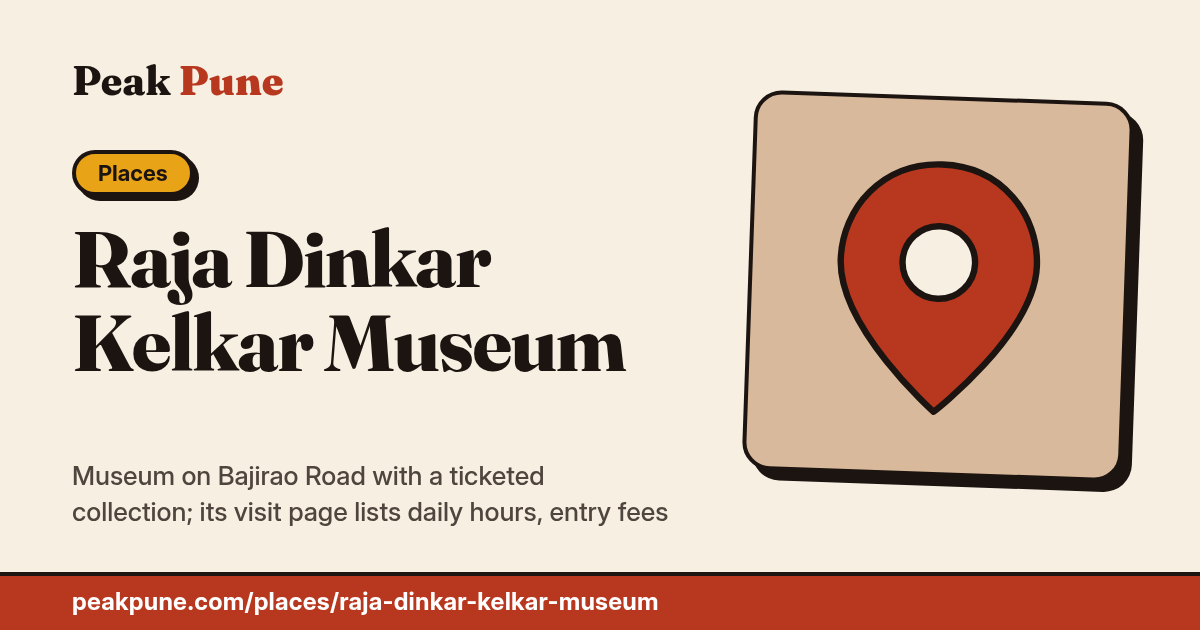 Peak Pune
Places
Raja Dinkar
Kelkar Museum
Museum on Bajirao Road with a ticketed
collection; its visit page lists daily hours, entry fees
peakpune.com/places/raja-dinkar-kelkar-museum